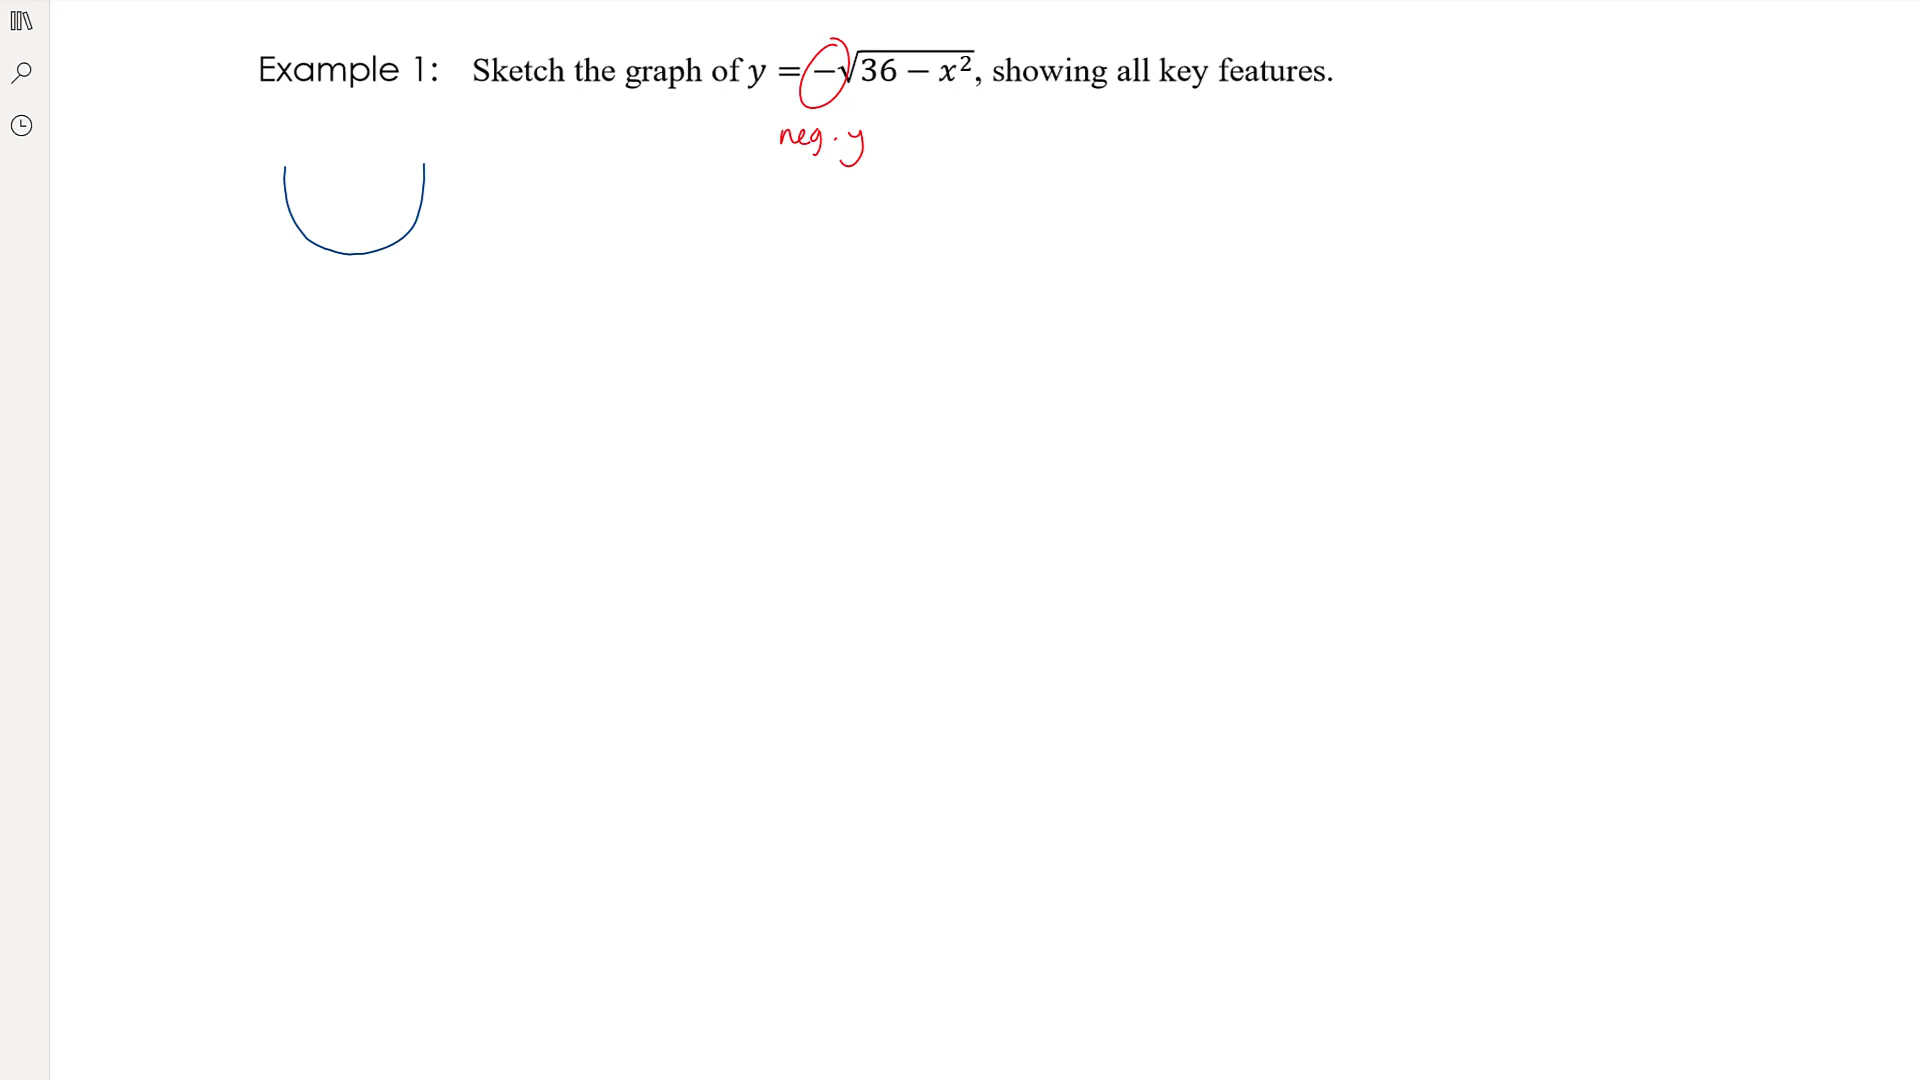 Example 1: Sketch the graph of y = −√36 − x², showing all key features.
neg. y